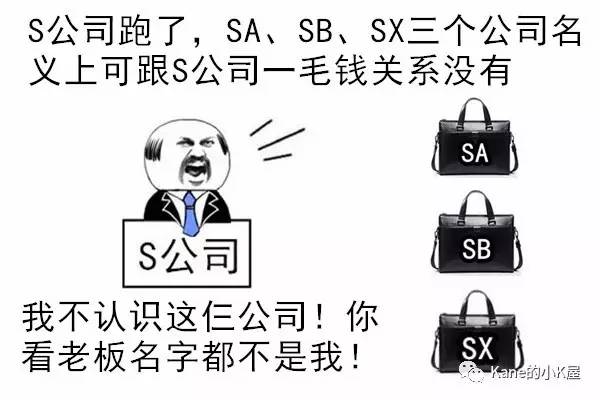 S公司跑了，SA、SB、SX三个公司名
义上可跟S公司一毛钱关系没有
SA
SB
S公司
我不认识这仨公司！你
看老板名字都不是我！
SX
Kane的小K屋